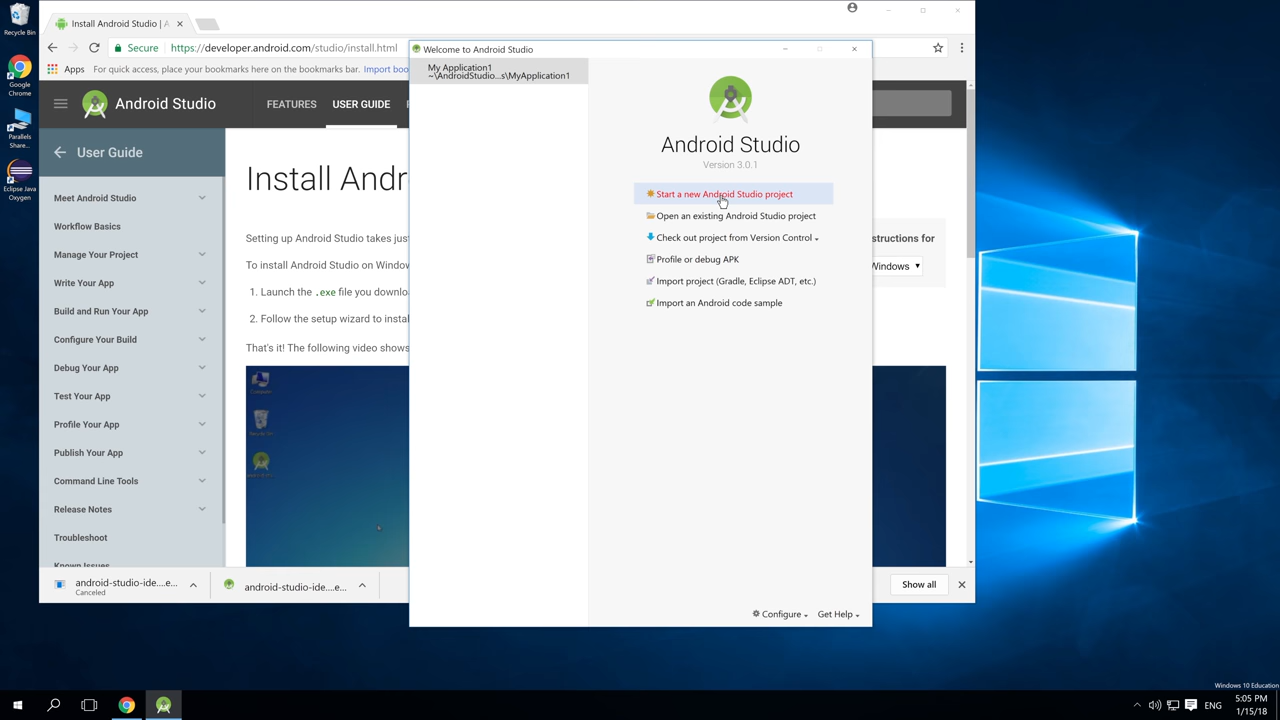 Recycle Bin
Google
Chrome
Parallels
Share...
Eclipse Java
Oxygen
Install Android Studio | A
Secure
https://developer.android.com/studio/install.html
Apps
For quick access, place your bookmarks here on the bookmarks bar. Import boo
Android Studio
FEATURES
USER GUIDE
User Guide
Meet Android Studio
Workflow Basics
Manage Your Project
Write Your App
Build and Run Your App
Configure Your Build
Debug Your App
Test Your App
Profile Your App
Publish Your App
Command Line Tools
Release Notes
Troubleshoot
Known Issues
Install Andr
Setting up Android Studio takes jus
To install Android Studio on Window
1. Launch the .exe file you downloa
2. Follow the setup wizard to instal
That's it! The following video shows
structions for
Windows
android-studio-ide....e...
Canceled
android-studio-ide....e...
Show all
Welcome to Android Studio
My Application1
~\AndroidStudio...s\MyApplication1
Android Studio
Version 3.0.1
Start a new Android Studio project
Open an existing Android Studio project
Check out project from Version Control
Profile or debug APK
Import project (Gradle, Eclipse ADT, etc.)
Import an Android code sample
Configure
Get Help
Windows 10 Education
ENG
5:05 PM
1/15/18